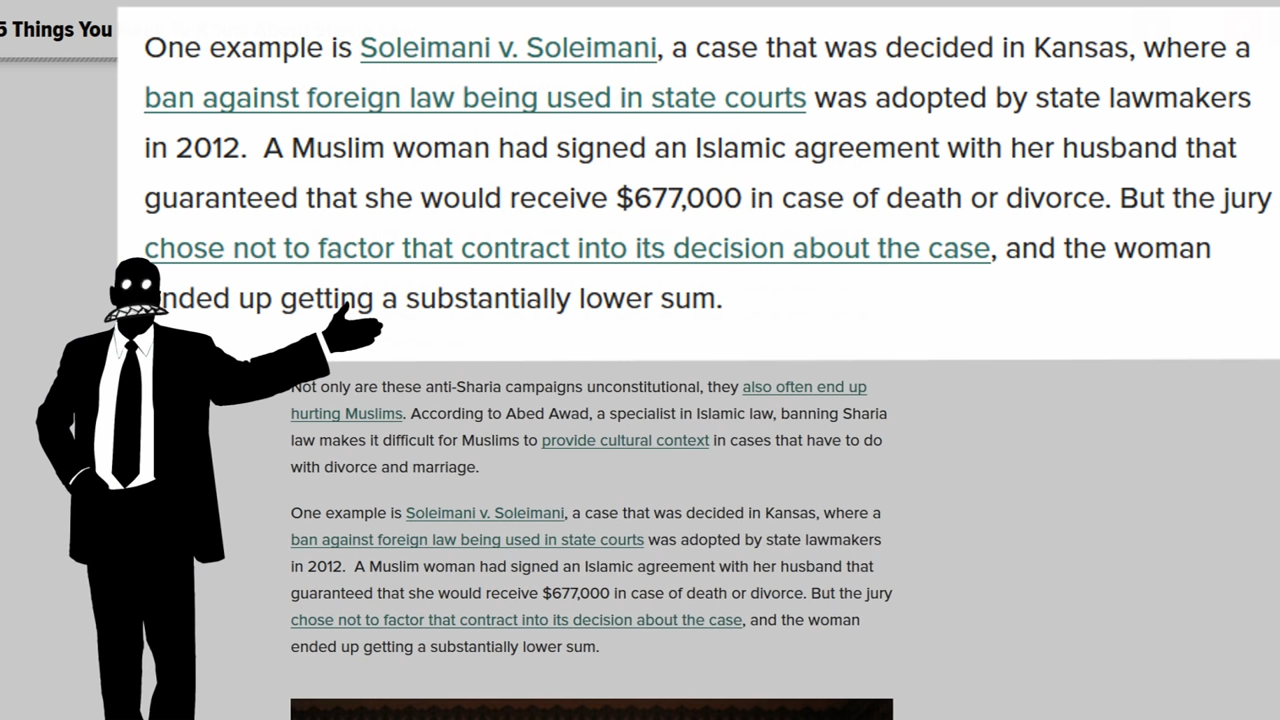 5 Things You
One example is Soleimani v. Soleimani, a case that was decided in Kansas, where a
ban against foreign law being used in state courts was adopted by state lawmakers
in 2012.  A Muslim woman had signed an Islamic agreement with her husband that
guaranteed that she would receive $677,000 in case of death or divorce. But the jury
chose not to factor that contract into its decision about the case, and the woman
ended up getting a substantially lower sum.
Not only are these anti-Sharia campaigns unconstitutional, they also often end up
hurting Muslims. According to Abed Awad, a specialist in Islamic law, banning Sharia
law makes it difficult for Muslims to provide cultural context in cases that have to do
with divorce and marriage.
One example is Soleimani v. Soleimani, a case that was decided in Kansas, where a
ban against foreign law being used in state courts was adopted by state lawmakers
in 2012.  A Muslim woman had signed an Islamic agreement with her husband that
guaranteed that she would receive $677,000 in case of death or divorce. But the jury
chose not to factor that contract into its decision about the case, and the woman
ended up getting a substantially lower sum.